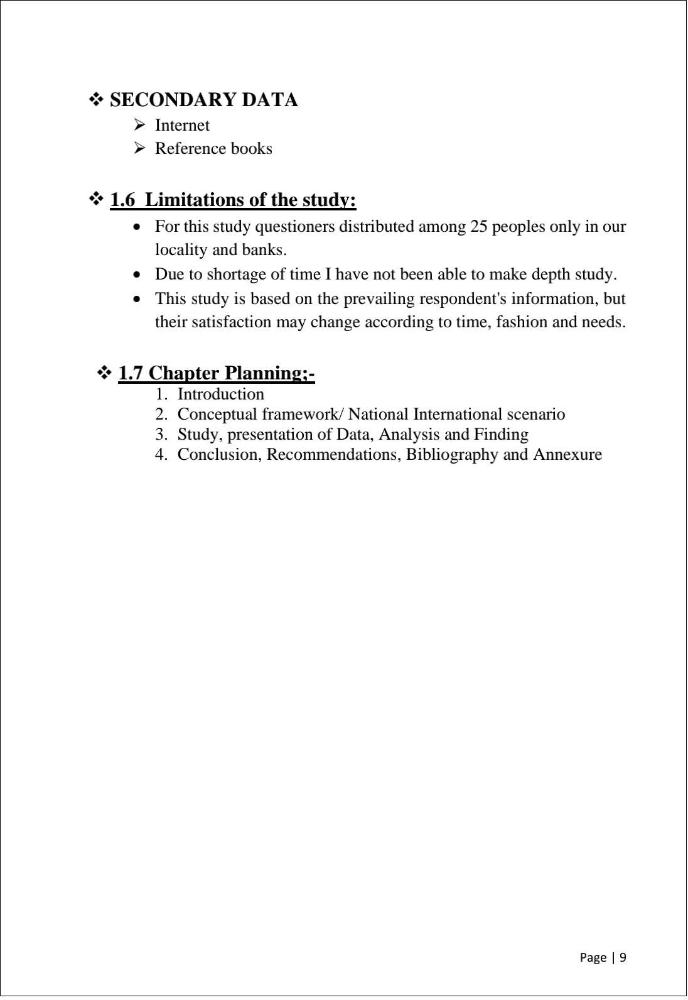 ❖ SECONDARY DATA
➢ Internet
➢ Reference books
❖ 1.6  Limitations of the study:
• For this study questioners distributed among 25 peoples only in our
locality and banks.
• Due to shortage of time I have not been able to make depth study.
• This study is based on the prevailing respondent's information, but
their satisfaction may change according to time, fashion and needs.
❖ 1.7 Chapter Planning;-
1. Introduction
2. Conceptual framework/ National International scenario
3. Study, presentation of Data, Analysis and Finding
4. Conclusion, Recommendations, Bibliography and Annexure
Page | 9